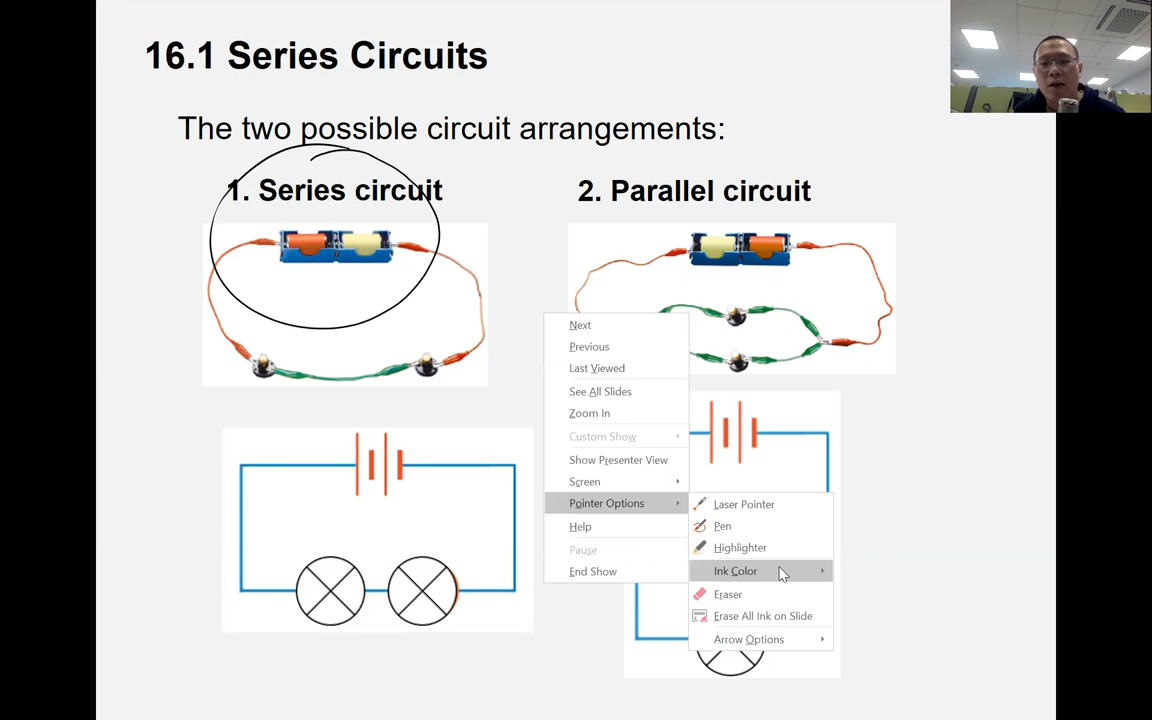 16.1 Series Circuits
The two possible circuit arrangements:
1. Series circuit
2. Parallel circuit
Next
Previous
Last Viewed
See All Slides
Zoom In
Custom Show
Show Presenter View
Screen
Pointer Options
Help
Pause
End Show
Laser Pointer
Pen
Highlighter
Ink Color
Eraser
Erase All Ink on Slide
Arrow Options